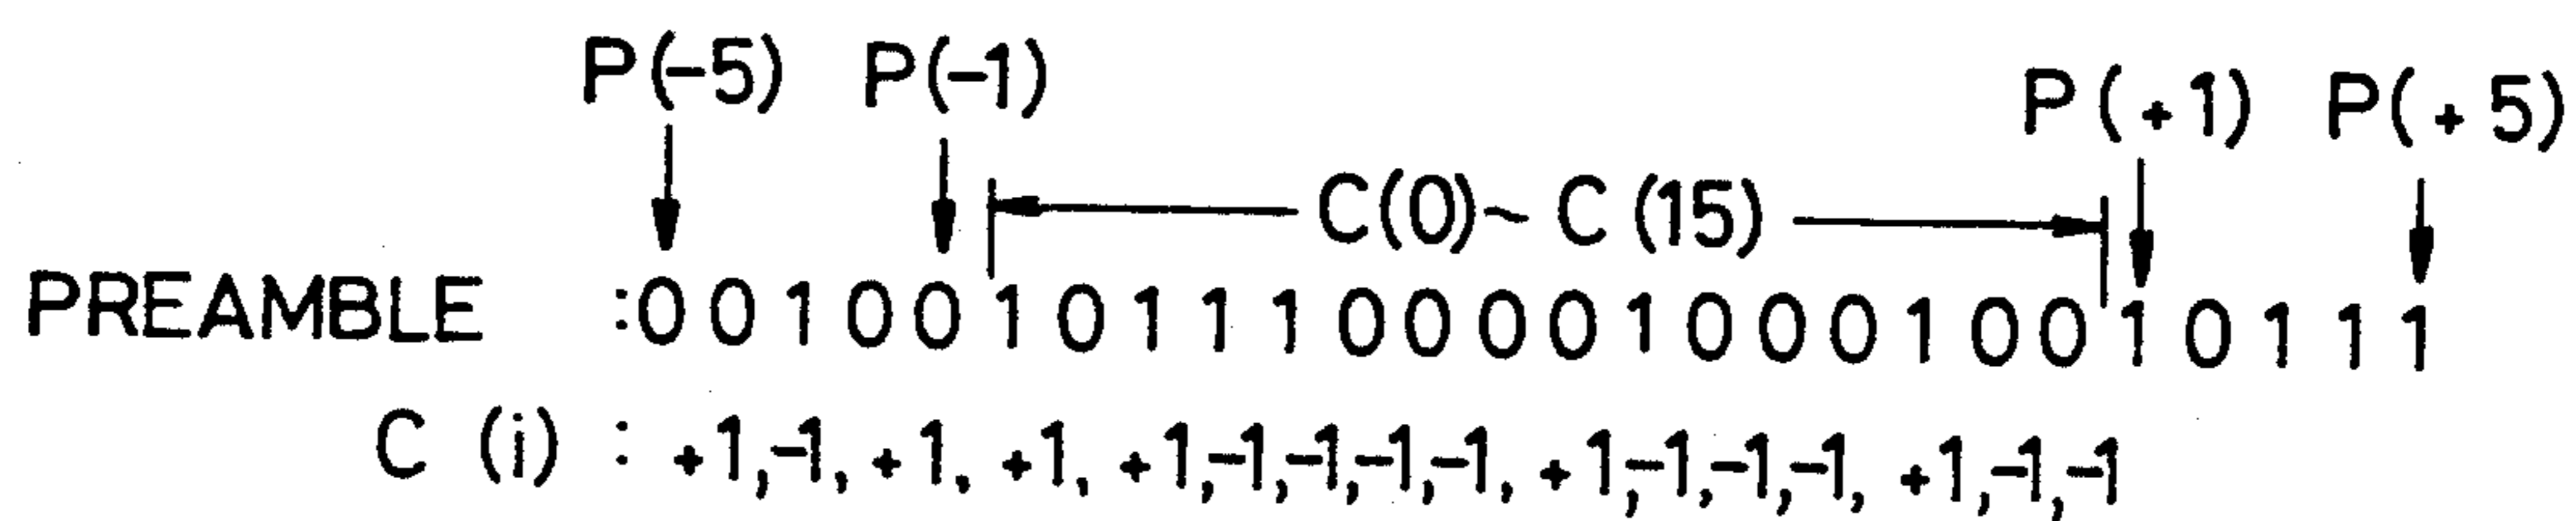 P(-5) P(-1) P(+1) P(+5)
C(0)~C(15)
PREAMBLE :0 0 1 0 0 1 0 1 1 1 0 0 0 0 1 0 0 0 1 0 0 1 0 1 1 1
C (i) : +1,-1, +1, +1, +1,-1,-1,-1,-1, +1,-1,-1,-1, +1,-1,-1